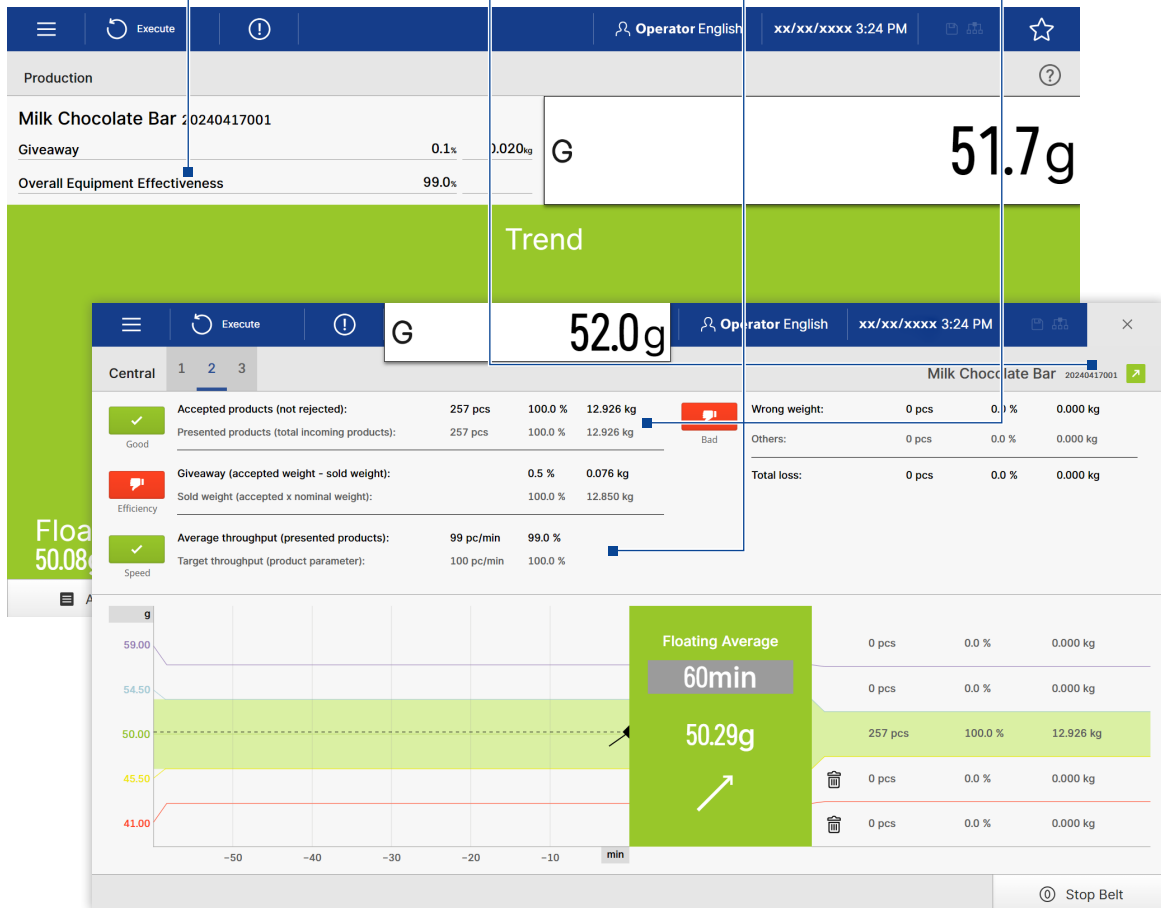 Execute
Operator English
xx/xx/xxxx 3:24 PM
Production
?
Milk Chocolate Bar 20240417001
Giveaway 0.1% 0.020kg
Overall Equipment Effectiveness 99.0%
G 51.7g
Trend
50.08g
Execute
G 52.0g
Operator English
xx/xx/xxxx 3:24 PM
Central 1 2 3
Milk Chocolate Bar 20240417001
Good
Accepted products (not rejected): 257 pcs 100.0 % 12.926 kg
Presented products (total incoming products): 257 pcs 100.0 % 12.926 kg
Bad
Wrong weight: 0 pcs 0.0 % 0.000 kg
Others: 0 pcs 0.0 % 0.000 kg
Total loss: 0 pcs 0.0 % 0.000 kg
Efficiency
Giveaway (accepted weight - sold weight): 0.5 % 0.076 kg
Sold weight (accepted x nominal weight): 100.0 % 12.850 kg
Speed
Average throughput (presented products): 99 pc/min 99.0 %
Target throughput (product parameter): 100 pc/min 100.0 %
g
59.00
54.50
50.00
45.50
41.00
-50 -40 -30 -20 -10 min
Floating Average
60min
50.29g
0 pcs 0.0 % 0.000 kg
0 pcs 0.0 % 0.000 kg
257 pcs 100.0 % 12.926 kg
0 pcs 0.0 % 0.000 kg
0 pcs 0.0 % 0.000 kg
Stop Belt